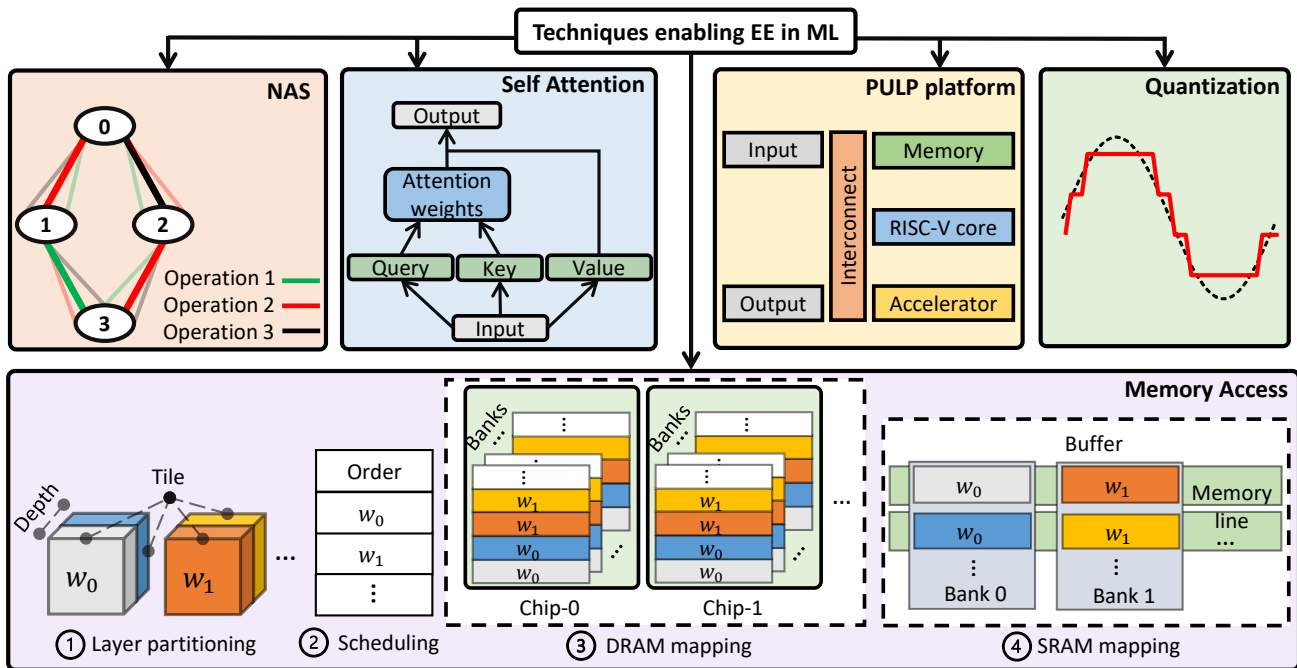 Techniques enabling EE in ML
NAS
0
1
2
3
Operation 1
Operation 2
Operation 3
Self Attention
Output
Attention
weights
Query
Key
Value
Input
PULP platform
Input
Output
Interconnect
Memory
RISC-V core
Accelerator
Quantization
Memory Access
Depth
Tile
w₀
w₁
...
1 Layer partitioning
Order
w₀
w₁
⋮
2 Scheduling
Banks
...
⋮
⋮
w₁
w₁
w₀
w₀
...
Chip-0
Banks
...
⋮
⋮
w₁
w₁
w₀
w₀
...
Chip-1
...
3 DRAM mapping
Buffer
w₀
w₁
Memory
w₀
w₁
line
...
⋮
⋮
Bank 0
Bank 1
4 SRAM mapping